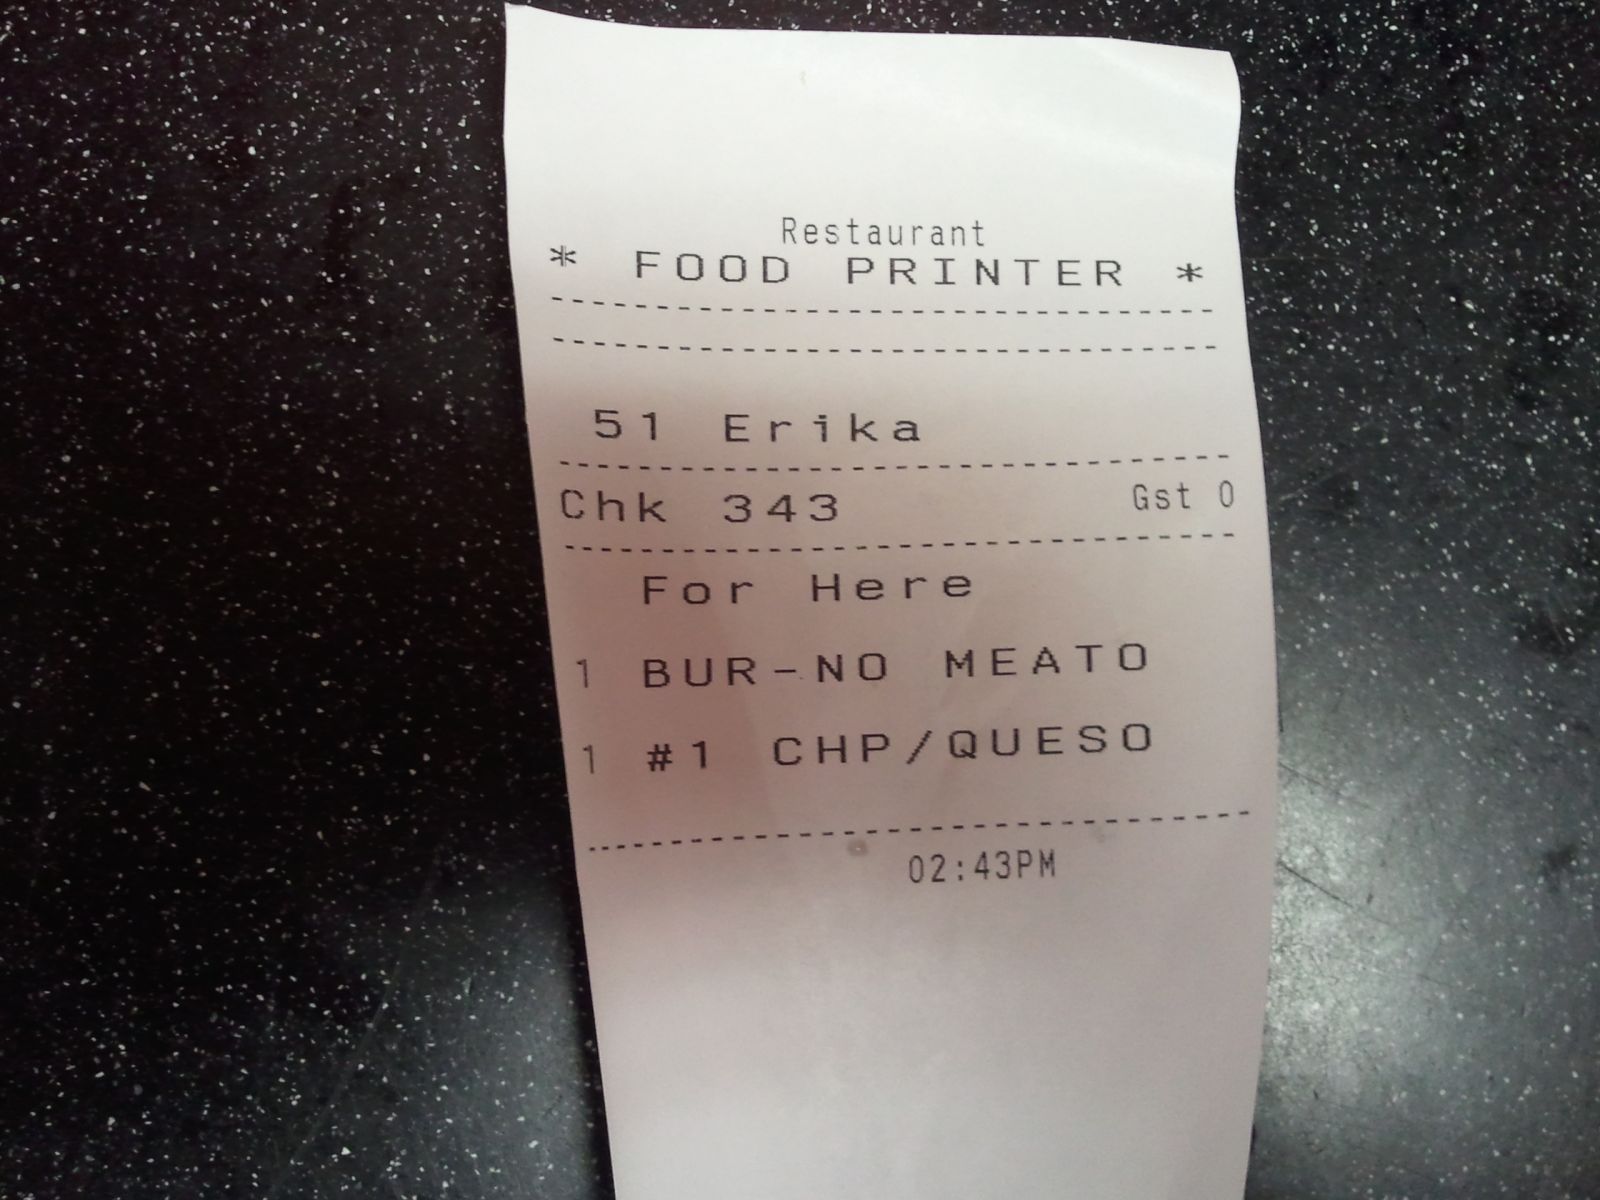 Restaurant
* FOOD PRINTER *
--------------------------------
--------------------------------
51 Erika
--------------------------------
Chk 343 Gst 0
--------------------------------
For Here
1 BUR-NO MEATO
1 #1 CHP/QUESO
--------------------------------
02:43PM